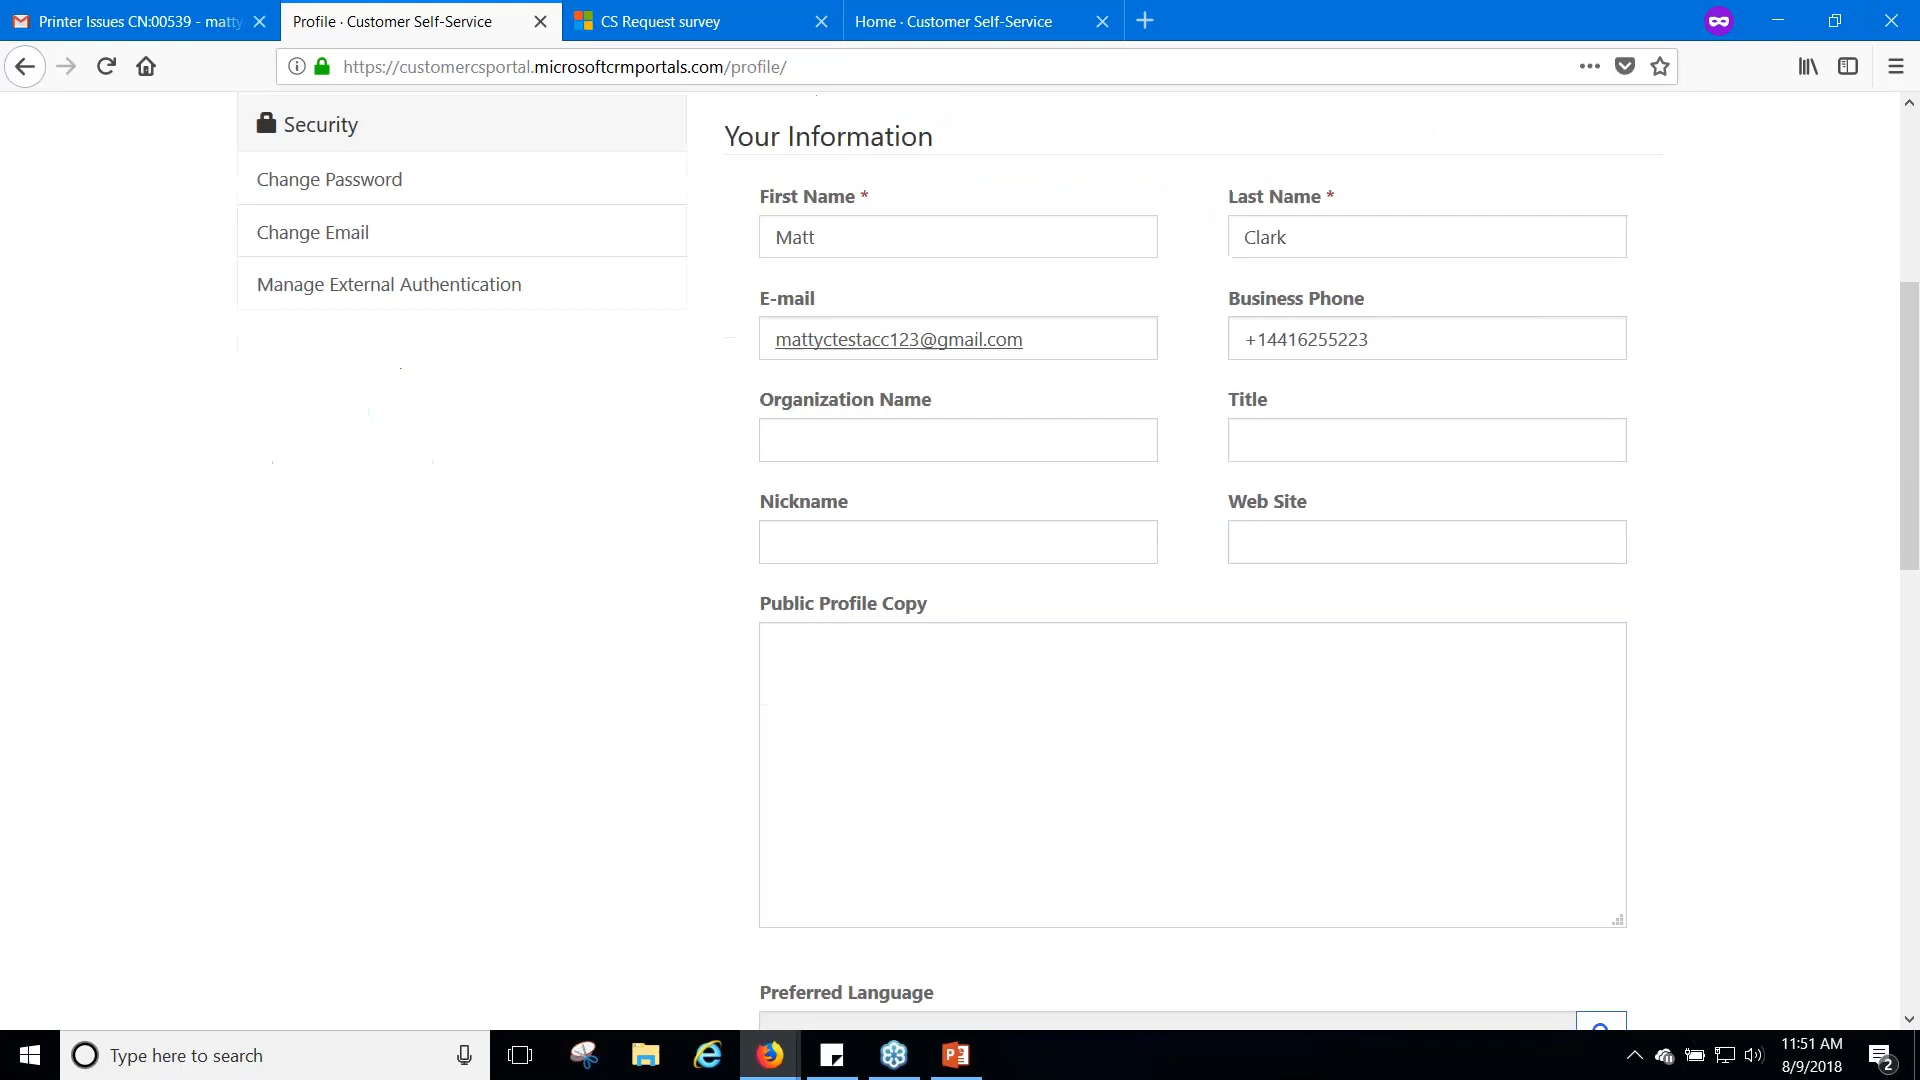 Printer Issues CN:00539 - matty
Profile · Customer Self-Service
CS Request survey
Home · Customer Self-Service
https://customercsportal.microsoftcrmportals.com/profile/
Security
Change Password
Change Email
Manage External Authentication
Your Information
First Name *
Last Name *
Matt
Clark
E-mail
Business Phone
mattyctestacc123@gmail.com
+14416255223
Organization Name
Title
Nickname
Web Site
Public Profile Copy
Preferred Language
Type here to search
11:51 AM
8/9/2018
2